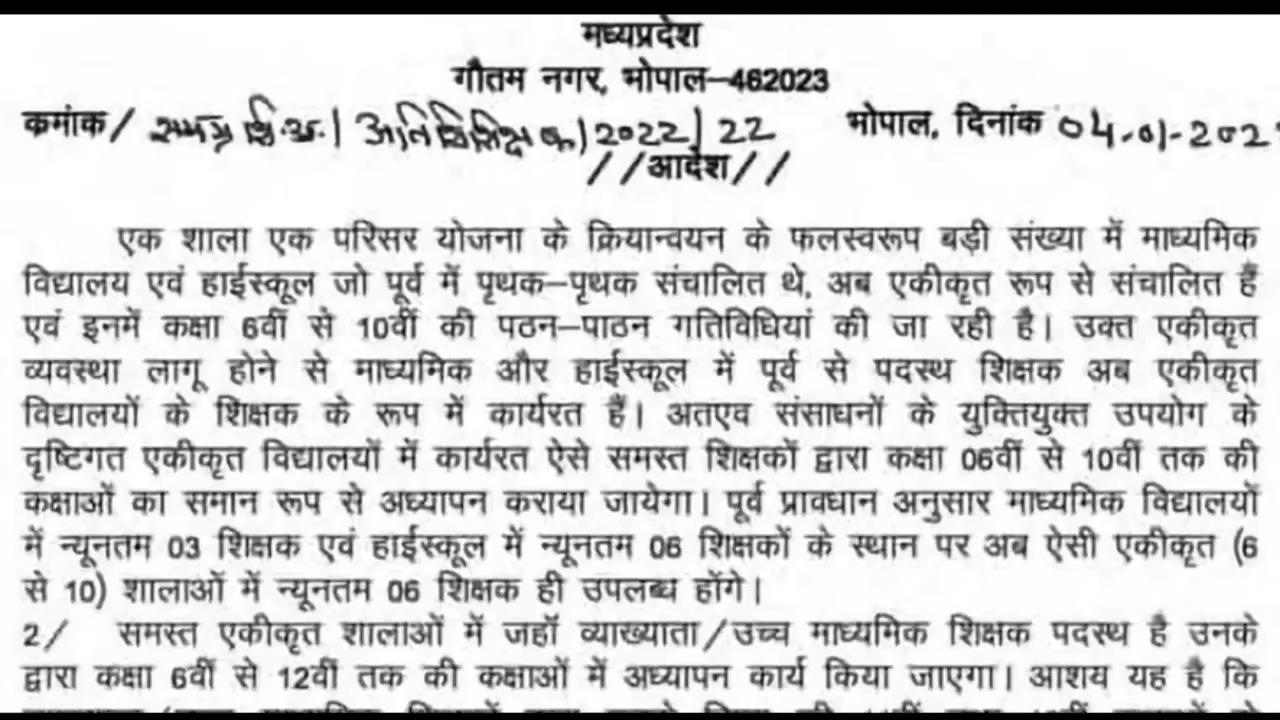 मध्यप्रदेश
गौतम नगर, भोपाल–462023
कमांक/ समग्र शि.अ./अतिथिशिक्षक/2022/22 भोपाल, दिनांक 04-01-202
//आदेश//
एक शाला एक परिसर योजना के क्रियान्वयन के फलस्वरूप बड़ी संख्या में माध्यमिक
विद्यालय एवं हाईस्कूल जो पूर्व में पृथक–पृथक संचालित थे, अब एकीकृत रूप से संचालित हैं
एवं इनमें कक्षा 6वीं से 10वीं की पठन–पाठन गतिविधियां की जा रही है। उक्त एकीकृत
व्यवस्था लागू होने से माध्यमिक और हाईस्कूल में पूर्व से पदस्थ शिक्षक अब एकीकृत
विद्यालयों के शिक्षक के रूप में कार्यरत हैं। अतएव संसाधनों के युक्तियुक्त उपयोग के
दृष्टिगत एकीकृत विद्यालयों में कार्यरत ऐसे समस्त शिक्षकों द्वारा कक्षा 06वीं से 10वीं तक की
कक्षाओं का समान रूप से अध्यापन कराया जायेगा। पूर्व प्रावधान अनुसार माध्यमिक विद्यालयों
में न्यूनतम 03 शिक्षक एवं हाईस्कूल में न्यूनतम 06 शिक्षकों के स्थान पर अब ऐसी एकीकृत (6
से 10) शालाओं में न्यूनतम 06 शिक्षक ही उपलब्ध होंगे।
2/ समस्त एकीकृत शालाओं में जहॉं व्याख्याता/उच्च माध्यमिक शिक्षक पदस्थ है उनके
द्वारा कक्षा 6वीं से 12वीं तक की कक्षाओं में अध्यापन कार्य किया जाएगा। आशय यह है कि